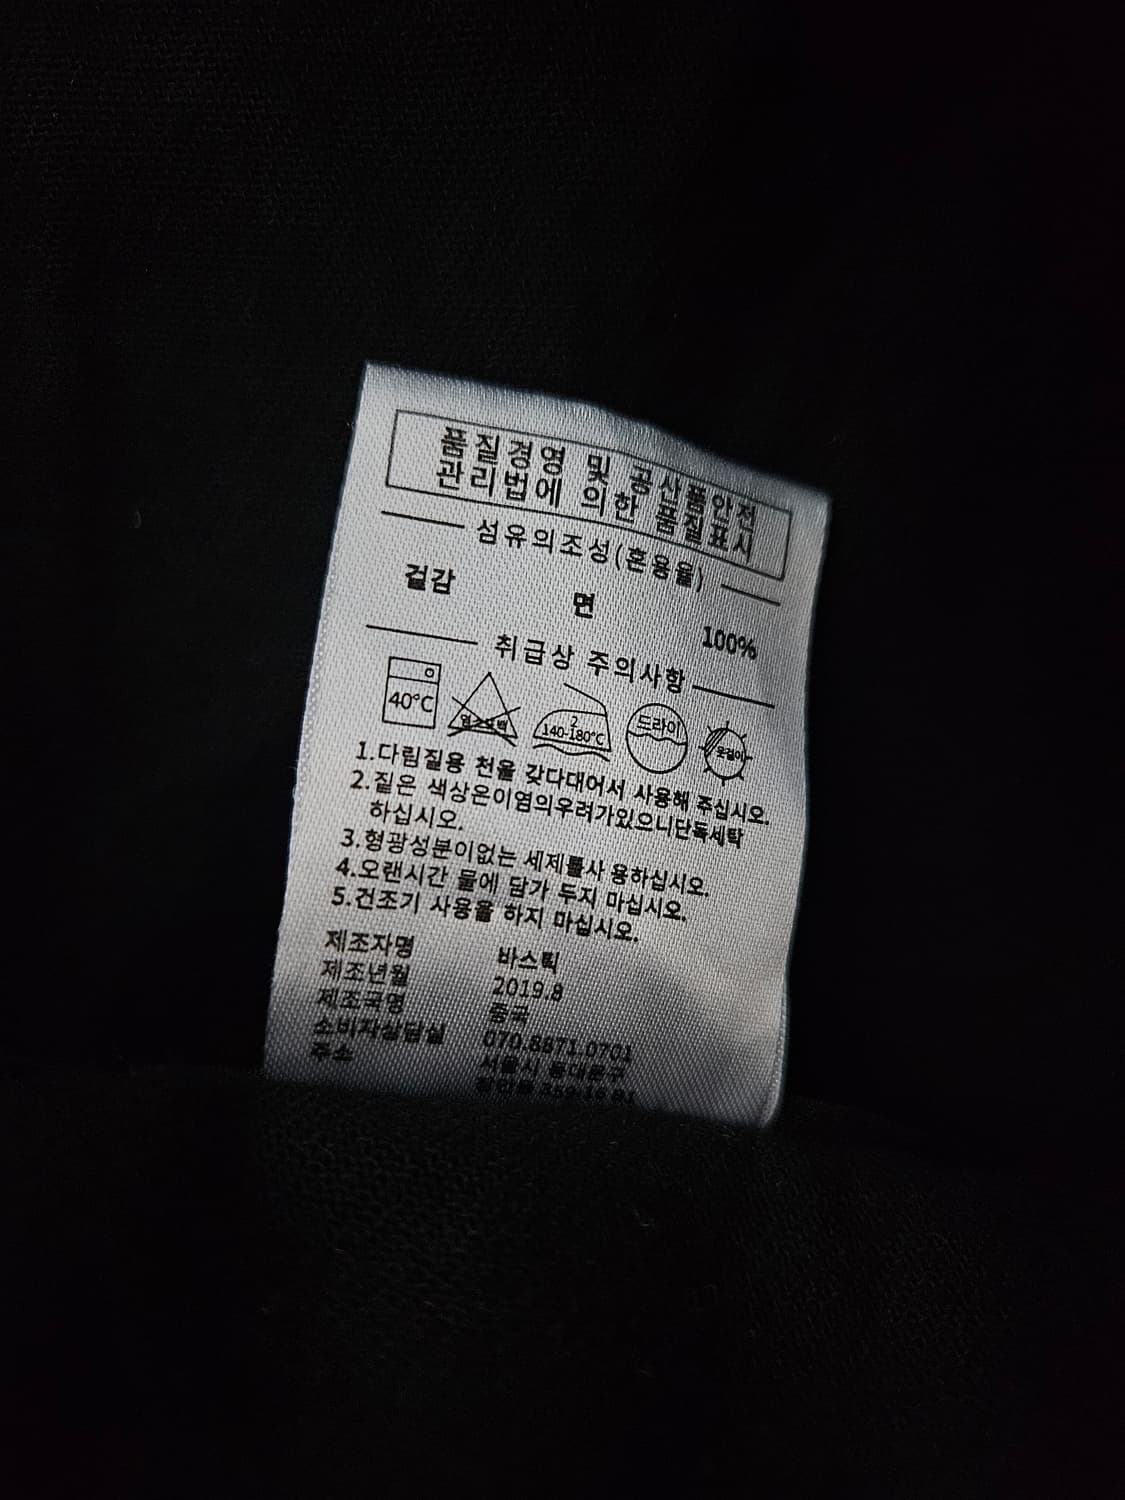 품질경영 및 공산품안전
관리법에 의한 품질표시
섬유의조성(혼용율)
겉감 면 100%
취급상 주의사항
40°C 염소표백 2 140-180°C 드라이 옷걸이
1.다림질용 천을 갖다대어서 사용해 주십시오.
2.짙은 색상은이염의우려가있으니단독세탁
하십시오.
3.형광성분이없는 세제를사 용하십시오.
4.오랜시간 물에 담가 두지 마십시오.
5.건조기 사용을 하지 마십시오.
제조자명 바스틱
제조년월 2019.8
제조국명 중국
소비자상담실 070.8871.0701
주소 서울시 동대문구